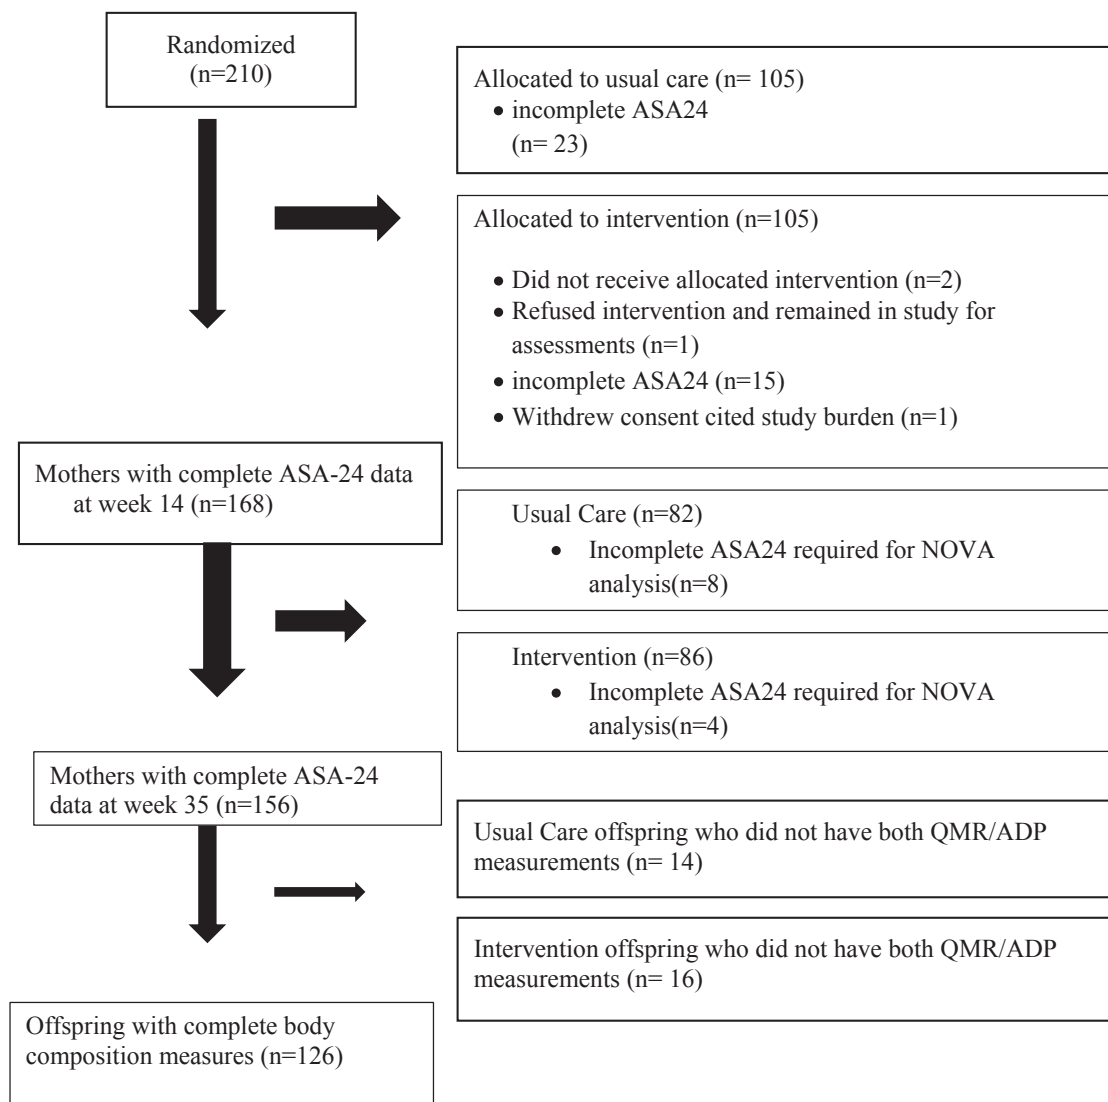 Randomized
(n=210)
Allocated to usual care (n= 105)
• incomplete ASA24
(n= 23)
Allocated to intervention (n=105)
• Did not receive allocated intervention (n=2)
• Refused intervention and remained in study for
assessments (n=1)
• incomplete ASA24 (n=15)
• Withdrew consent cited study burden (n=1)
Mothers with complete ASA-24 data
at week 14 (n=168)
Usual Care (n=82)
• Incomplete ASA24 required for NOVA
analysis(n=8)
Intervention (n=86)
• Incomplete ASA24 required for NOVA
analysis(n=4)
Mothers with complete ASA-24
data at week 35 (n=156)
Usual Care offspring who did not have both QMR/ADP
measurements (n= 14)
Intervention offspring who did not have both QMR/ADP
measurements (n= 16)
Offspring with complete body
composition measures (n=126)